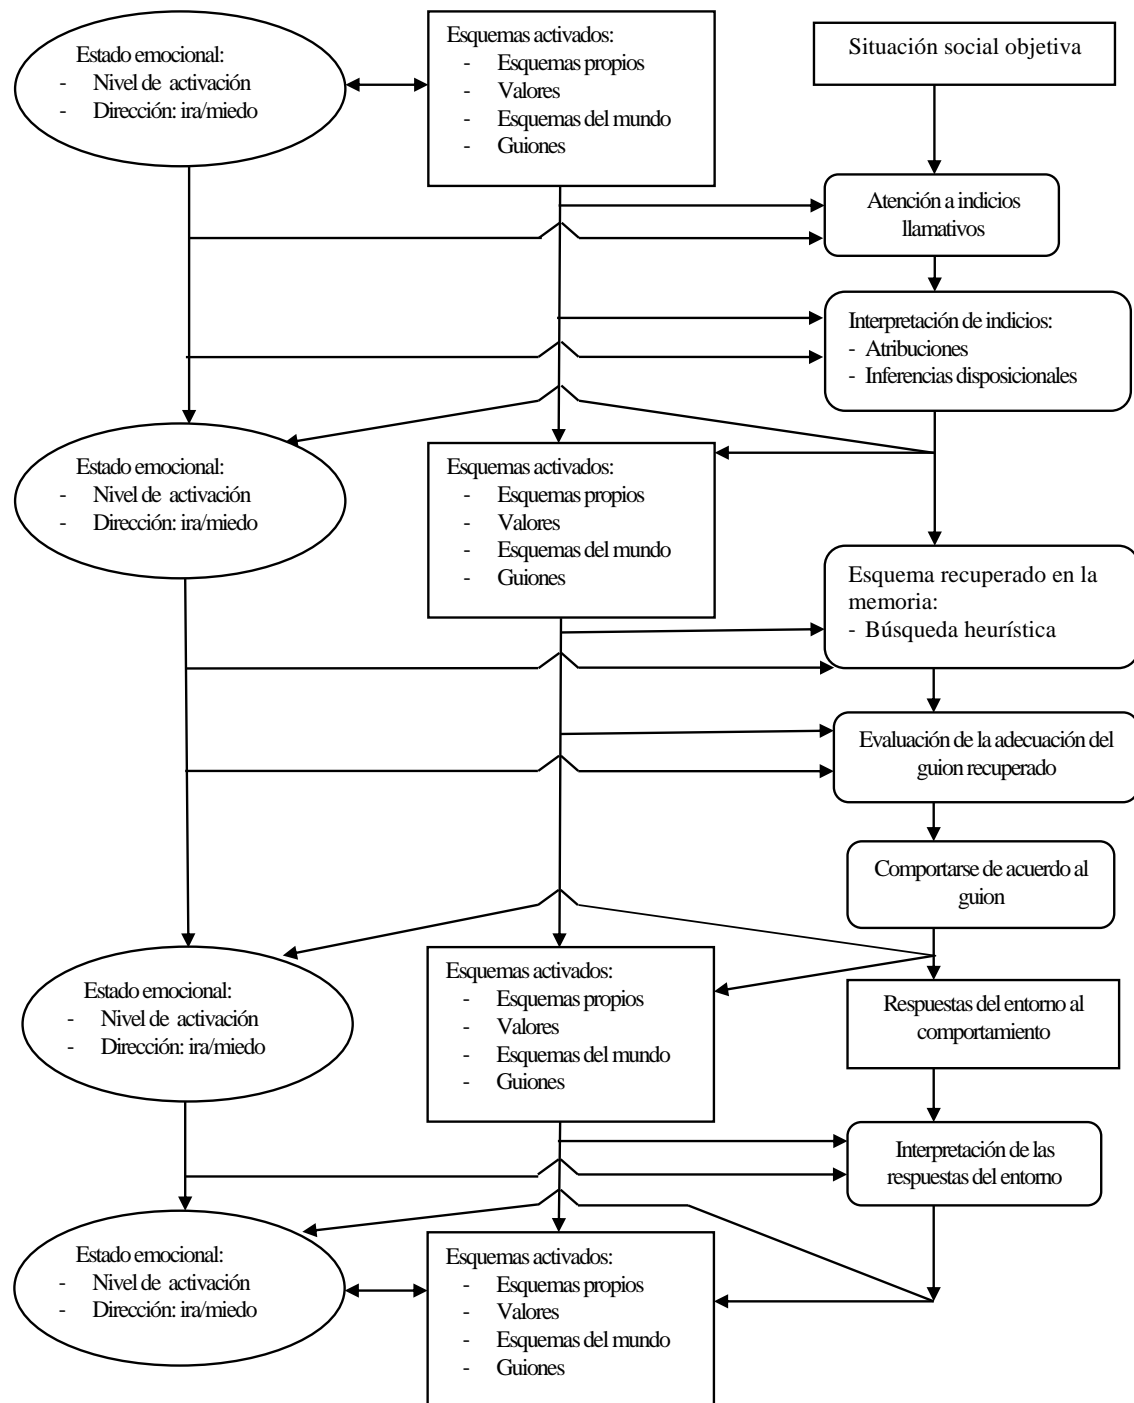 Estado emocional:
- Nivel de activación
- Dirección: ira/miedo
Esquemas activados:
- Esquemas propios
- Valores
- Esquemas del mundo
- Guiones
Situación social objetiva
Atención a indicios
llamativos
Interpretación de indicios:
- Atribuciones
- Inferencias disposicionales
Estado emocional:
- Nivel de activación
- Dirección: ira/miedo
Esquemas activados:
- Esquemas propios
- Valores
- Esquemas del mundo
- Guiones
Esquema recuperado en la
memoria:
- Búsqueda heurística
Evaluación de la adecuación del
guion recuperado
Comportarse de acuerdo al
guion
Estado emocional:
- Nivel de activación
- Dirección: ira/miedo
Esquemas activados:
- Esquemas propios
- Valores
- Esquemas del mundo
- Guiones
Respuestas del entorno al
comportamiento
Interpretación de las
respuestas del entorno
Estado emocional:
- Nivel de activación
- Dirección: ira/miedo
Esquemas activados:
- Esquemas propios
- Valores
- Esquemas del mundo
- Guiones